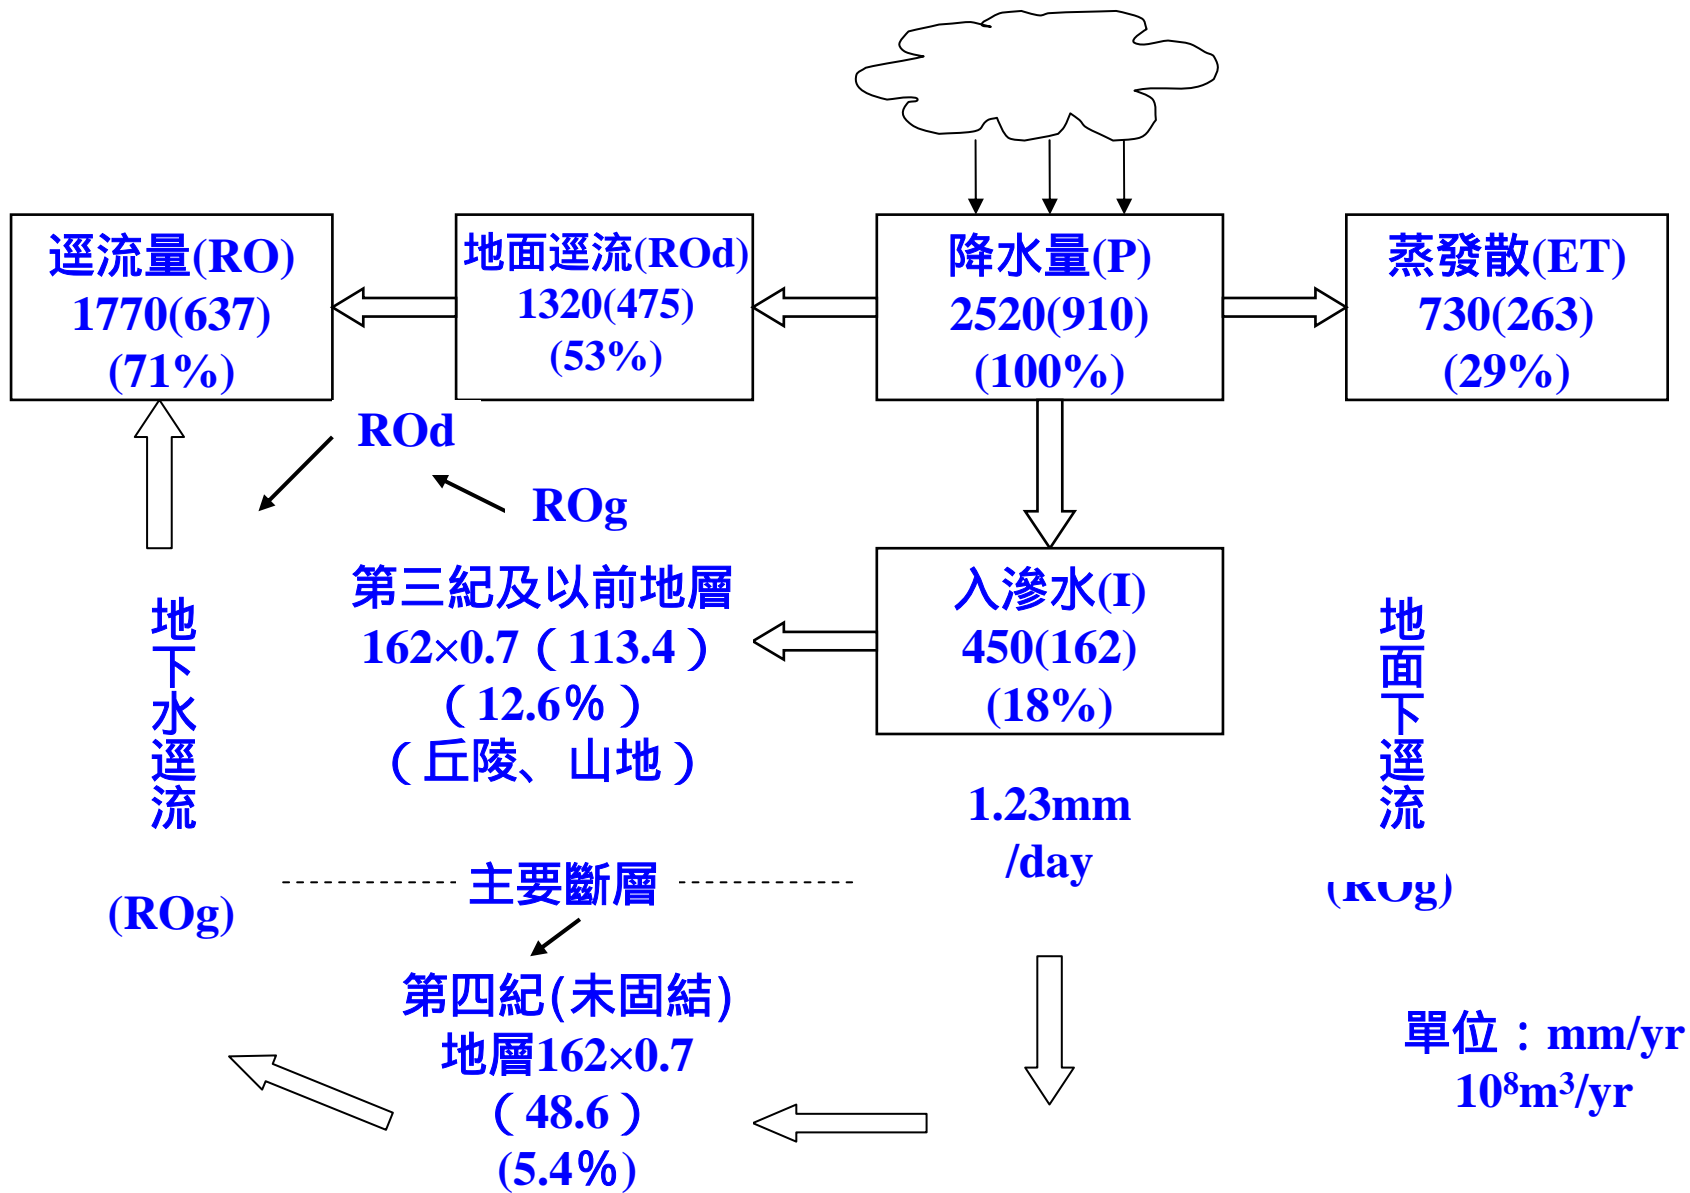 逕流量(RO)
1770(637)
(71%)
地面逕流(ROd)
1320(475)
(53%)
降水量(P)
2520(910)
(100%)
蒸發散(ET)
730(263)
(29%)
ROd
ROg
第三紀及以前地層
162×0.7（113.4）
（12.6％）
（丘陵、山地）
入滲水(I)
450(162)
(18%)
1.23mm
/day
地下水逕流
(ROg)
地面下逕流
(ROg)
主要斷層
第四紀(未固結)
地層162×0.7
（48.6）
(5.4％)
單位：mm/yr
10⁸m³/yr